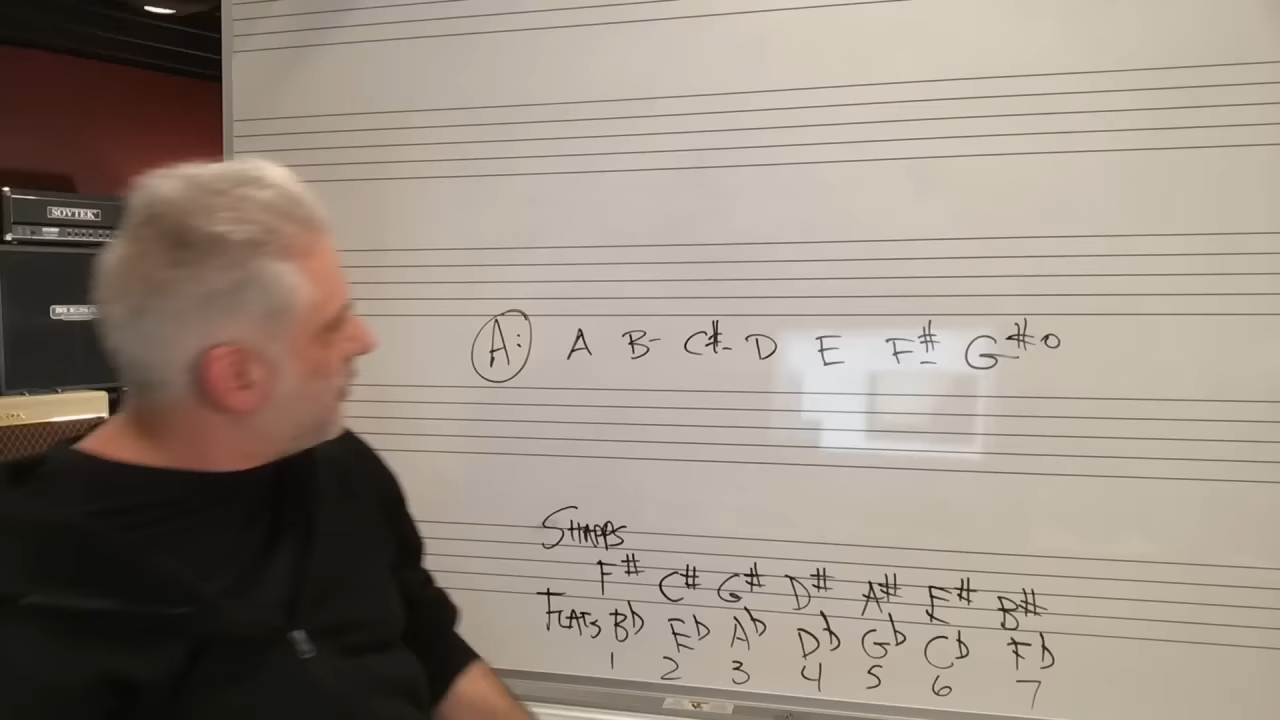 SOVTEK
A: A B- C#- D E F#- G#o
SHARPS
F# C# G# D# A# E# B#
FLATS Bb Eb Ab Db Gb Cb Fb
1 2 3 4 5 6 7